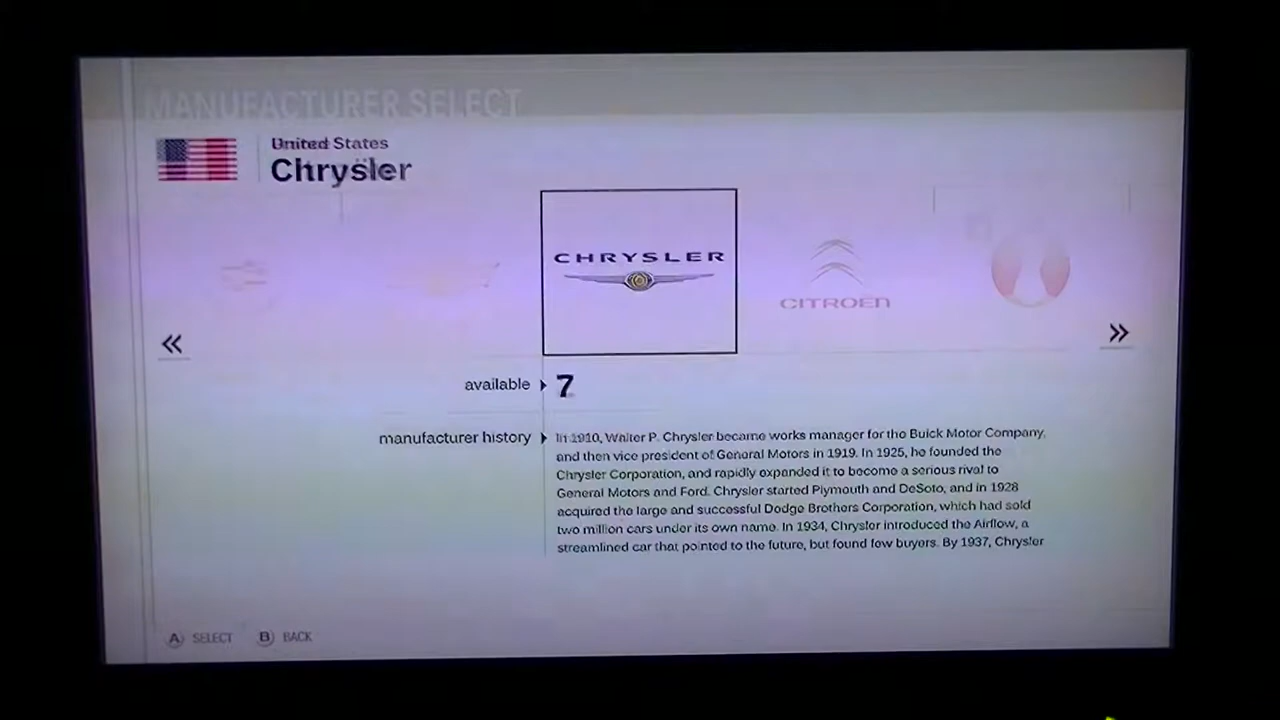 MANUFACTURER SELECT
United States
Chrysler
CHRYSLER
CITROËN
available 7
manufacturer history
In 1910, Walter P. Chrysler became works manager for the Buick Motor Company,
and then vice president of General Motors in 1919. In 1925, he founded the
Chrysler Corporation, and rapidly expanded it to become a serious rival to
General Motors and Ford. Chrysler started Plymouth and DeSoto, and in 1928
acquired the large and successful Dodge Brothers Corporation, which had sold
two million cars under its own name. In 1934, Chrysler introduced the Airflow, a
streamlined car that pointed to the future, but found few buyers. By 1937, Chrysler
A SELECT B BACK